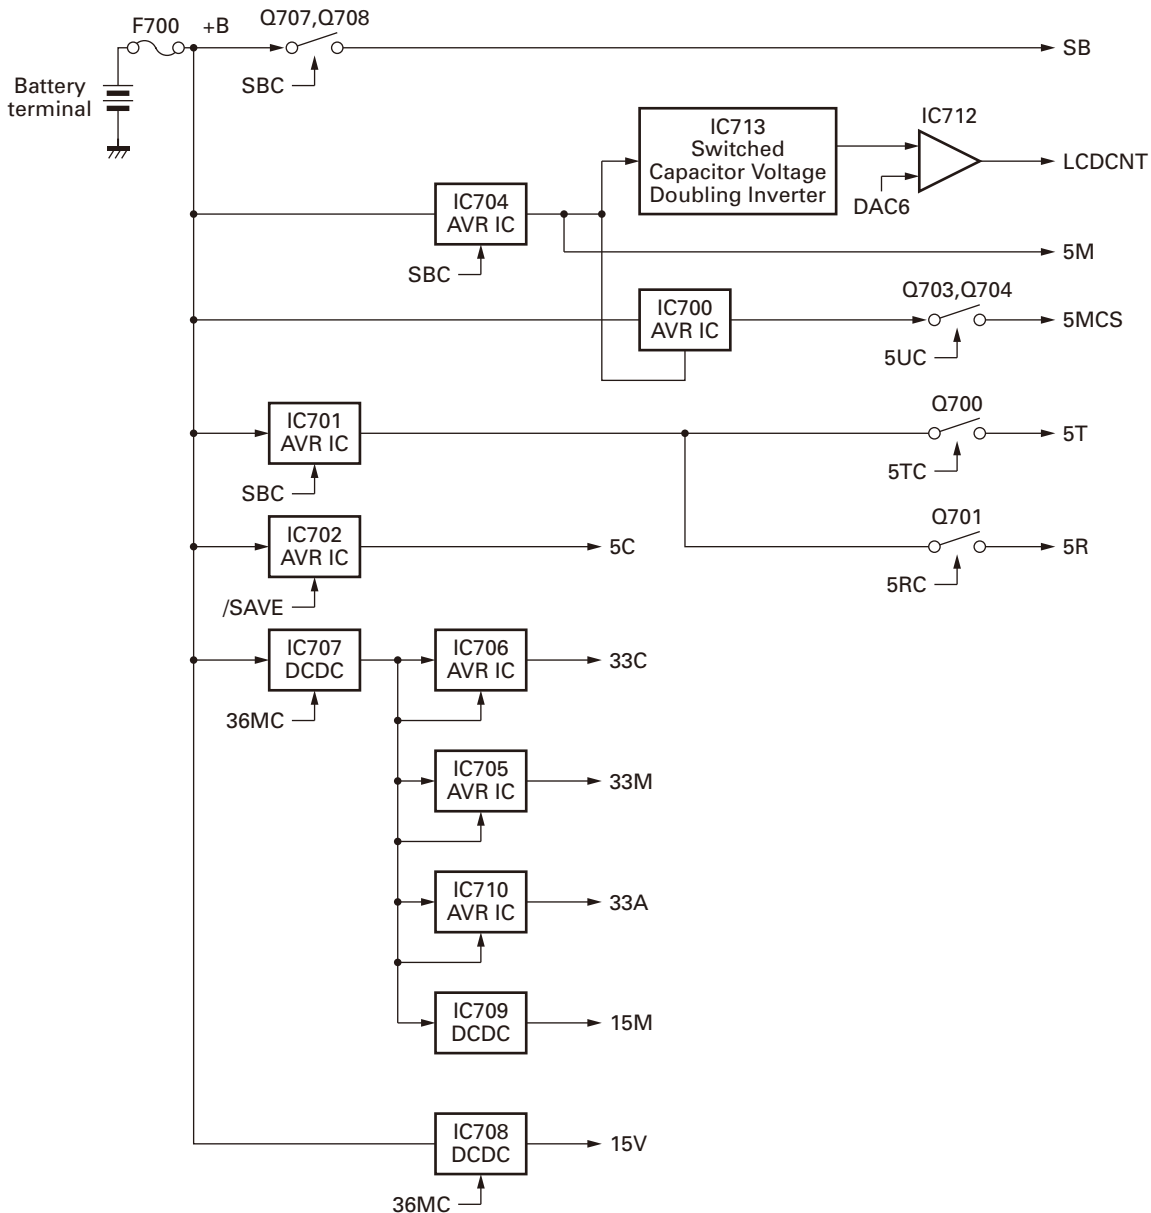 F700
+B
Q707,Q708
SB
SBC
Battery
terminal
IC713
Switched
Capacitor Voltage
Doubling Inverter
IC712
LCDCNT
DAC6
IC704
AVR IC
SBC
5M
IC700
AVR IC
Q703,Q704
5MCS
5UC
IC701
AVR IC
SBC
Q700
5T
5TC
IC702
AVR IC
5C
/SAVE
Q701
5R
5RC
IC707
DCDC
36MC
IC706
AVR IC
33C
IC705
AVR IC
33M
IC710
AVR IC
33A
IC709
DCDC
15M
IC708
DCDC
15V
36MC